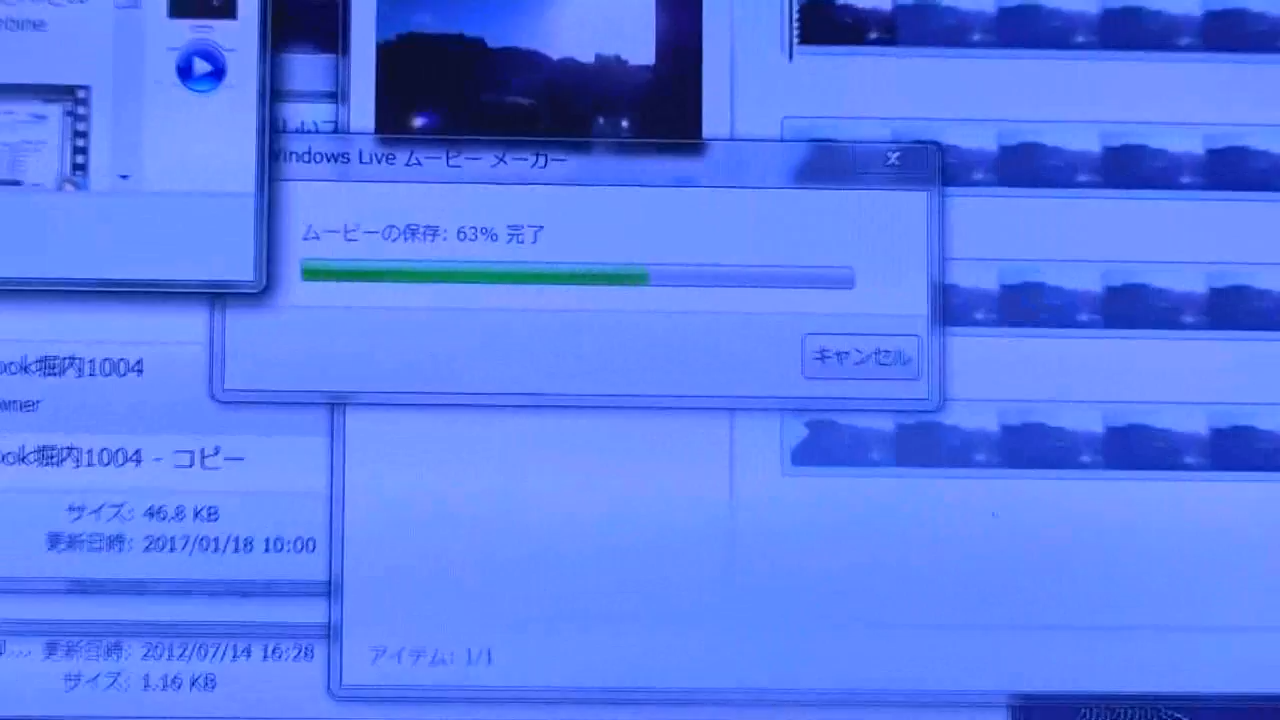 Windows Live ムービー メーカー
ムービーの保存: 63% 完了
キャンセル
ook堀内1004
ook堀内1004 - コピー
サイズ: 46.8 KB
更新日時: 2017/01/18 10:00
更新日時: 2012/07/14 16:28
サイズ: 1.16 KB
アイテム: 1/1